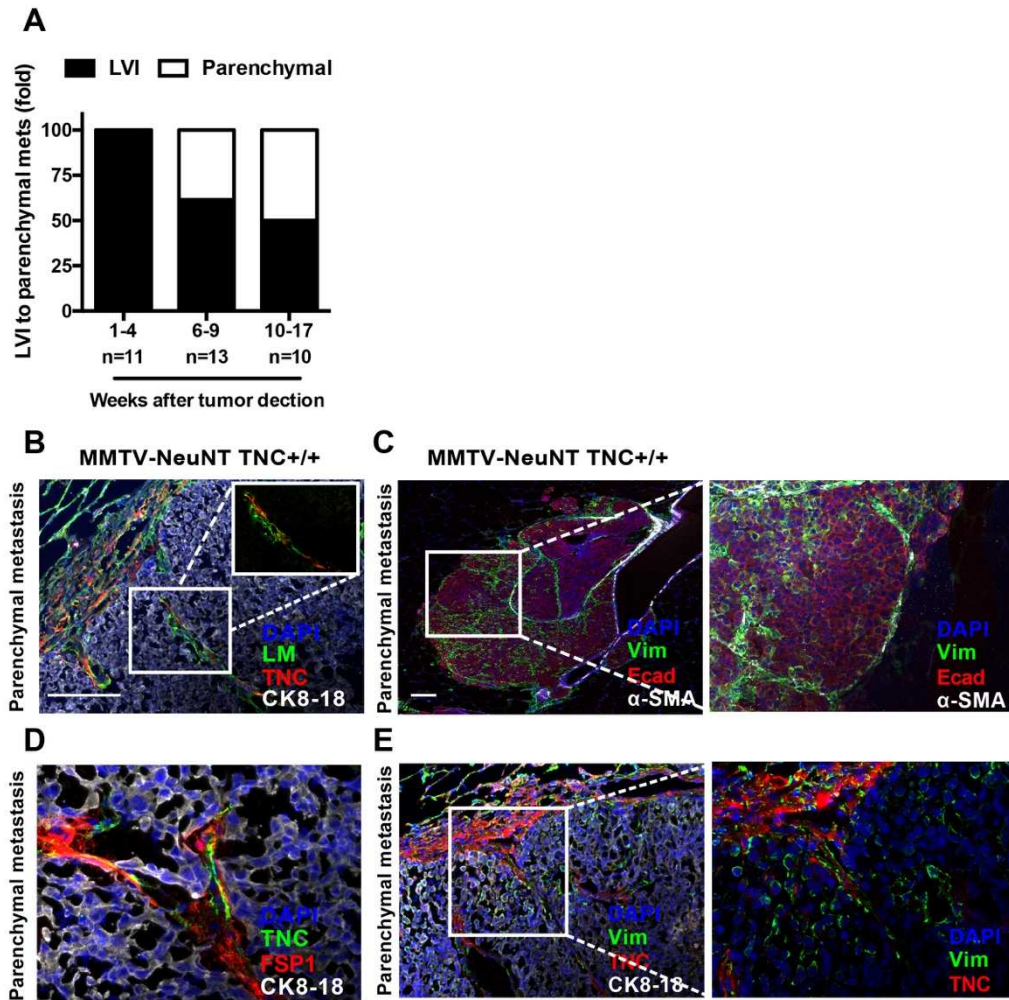 A
LVI Parenchymal
LVI to parenchymal mets (fold)
100
75
50
25
0
1-4 6-9 10-17
n=11 n=13 n=10
Weeks after tumor dection
B
MMTV-NeuNT TNC+/+
Parenchymal metastasis
DAPI
LM
TNC
CK8-18
C
MMTV-NeuNT TNC+/+
Parenchymal metastasis
DAPI
Vim
Ecad
α-SMA
DAPI
Vim
Ecad
α-SMA
D
Parenchymal metastasis
DAPI
TNC
FSP1
CK8-18
E
Parenchymal metastasis
DAPI
Vim
TNC
CK8-18
DAPI
Vim
TNC